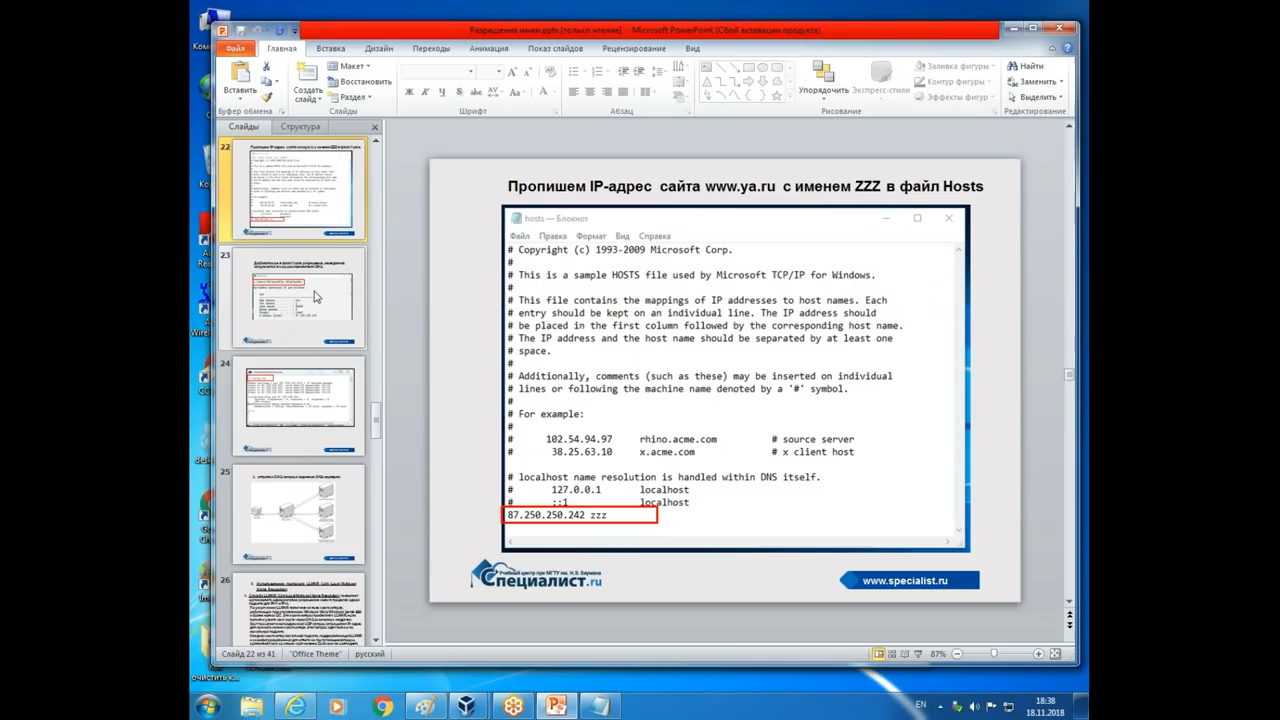 Разрешение имен.pptx [только чтение] - Microsoft PowerPoint (Сбой активации продукта)
Файл Главная Вставка Дизайн Переходы Анимация Показ слайдов Рецензирование Вид
Вставить
Буфер обмена
Создать слайд
Макет
Восстановить
Раздел
Слайды
Шрифт
Абзац
Упорядочить
Экспресс-стили
Заливка фигуры
Контур фигуры
Эффекты фигур
Рисование
Найти
Заменить
Выделить
Редактирование
Слайды Структура
22
23
24
25
26
Пропишем IP-адрес сайта www.ya.ru с именем ZZZ в файл Hosts
hosts — Блокнот
Файл Правка Формат Вид Справка
# Copyright (c) 1993-2009 Microsoft Corp.
#
# This is a sample HOSTS file used by Microsoft TCP/IP for Windows.
#
# This file contains the mappings of IP addresses to host names. Each
# entry should be kept on an individual line. The IP address should
# be placed in the first column followed by the corresponding host name.
# The IP address and the host name should be separated by at least one
# space.
#
# Additionally, comments (such as these) may be inserted on individual
# lines or following the machine name denoted by a '#' symbol.
#
# For example:
#
# 102.54.94.97 rhino.acme.com # source server
# 38.25.63.10 x.acme.com # x client host
# localhost name resolution is handled within DNS itself.
# 127.0.0.1 localhost
# ::1 localhost
87.250.250.242 zzz
Учебный центр при МГТУ им. Н.Э. Баумана
Специалист.ru
www.specialist.ru
Слайд 22 из 41 "Office Theme" русский
87%
EN
18:38
18.11.2018